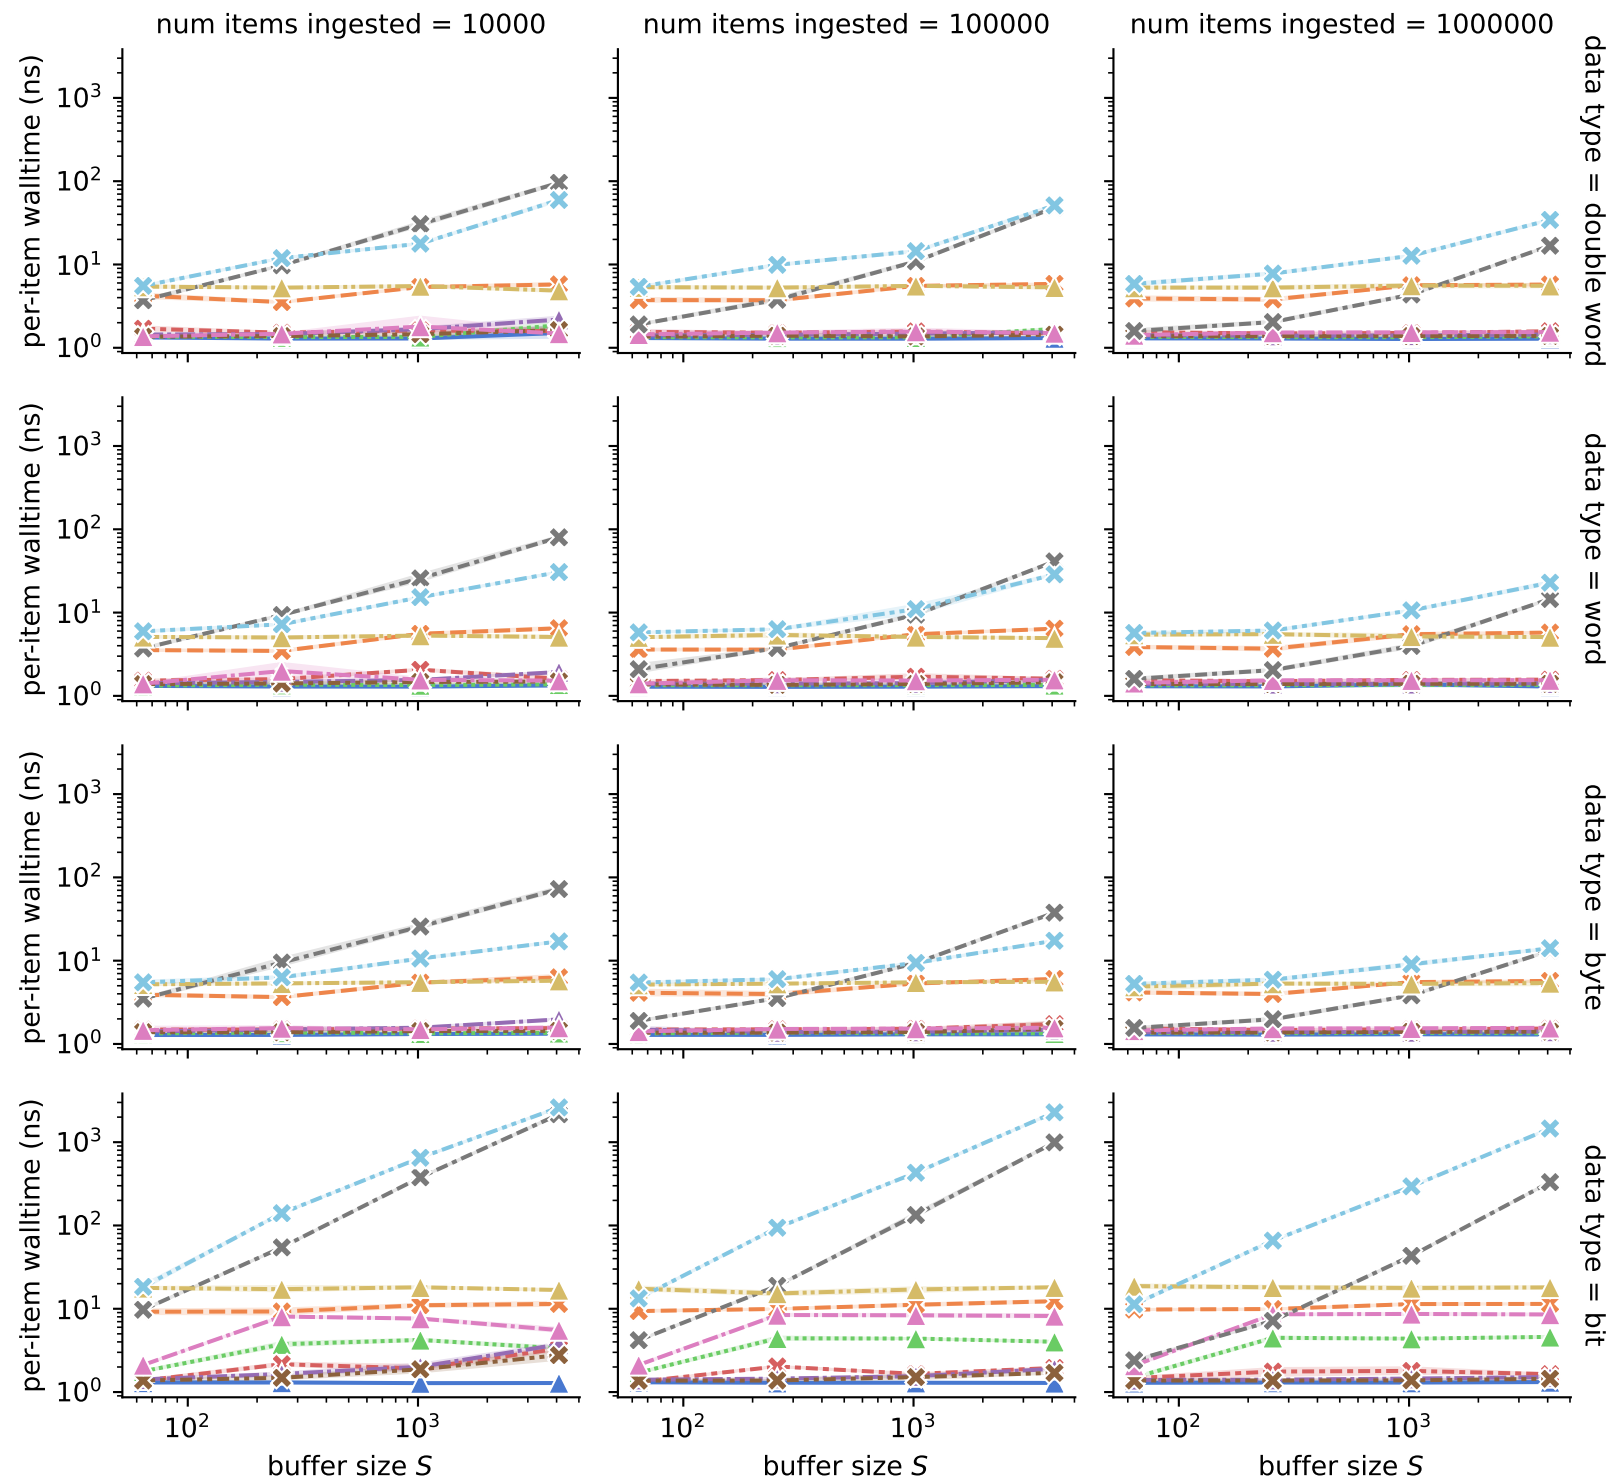 num items ingested = 10000
num items ingested = 100000
num items ingested = 1000000
per-item walltime (ns)
10³
10²
10¹
10⁰
data type = double word
per-item walltime (ns)
10³
10²
10¹
10⁰
data type = word
per-item walltime (ns)
10³
10²
10¹
10⁰
data type = byte
per-item walltime (ns)
10³
10²
10¹
10⁰
data type = bit
10² 10³
10² 10³
10² 10³
buffer size S
buffer size S
buffer size S